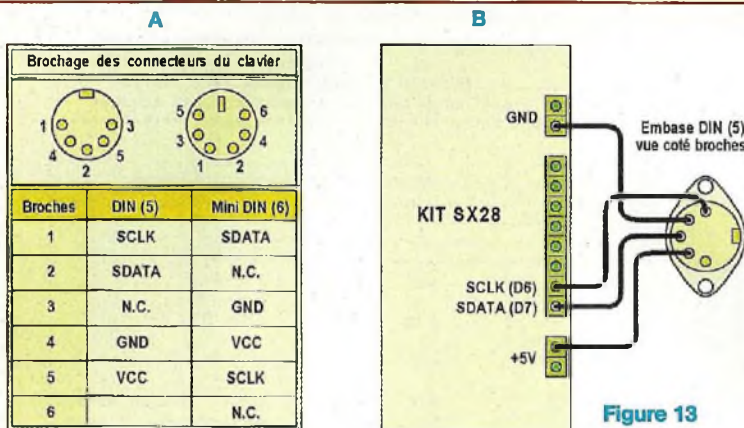 A
Brochage des connecteurs du clavier
1 3
4 5
2
5 6
3 4
1 2
Broches DIN (5) Mini DIN (6)
1 SCLK SDATA
2 SDATA N.C.
3 N.C. GND
4 GND VCC
5 VCC SCLK
6 N.C.
B
GND
Embase DIN (5)
vue coté broches
KIT SX28
SCLK (D6)
SDATA (D7)
+5V
Figure 13